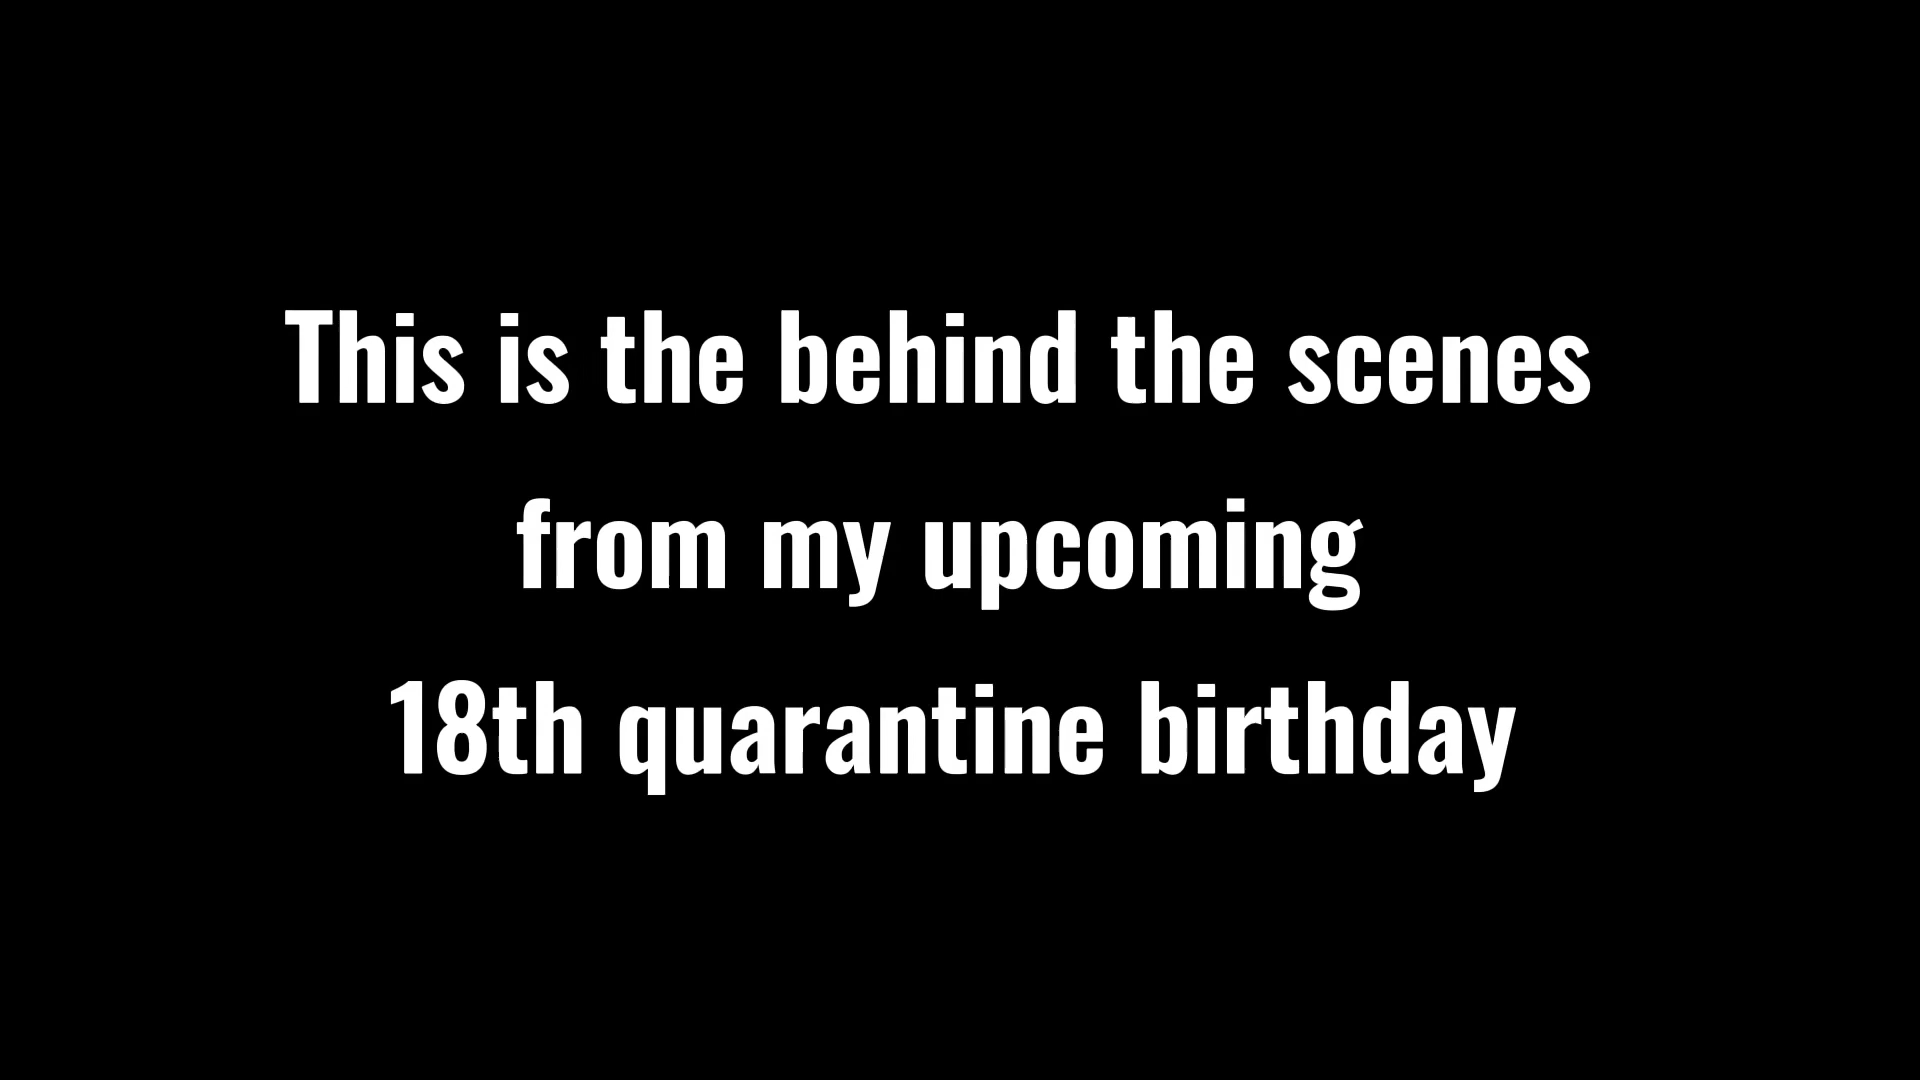 This is the behind the scenes
from my upcoming
18th quarantine birthday